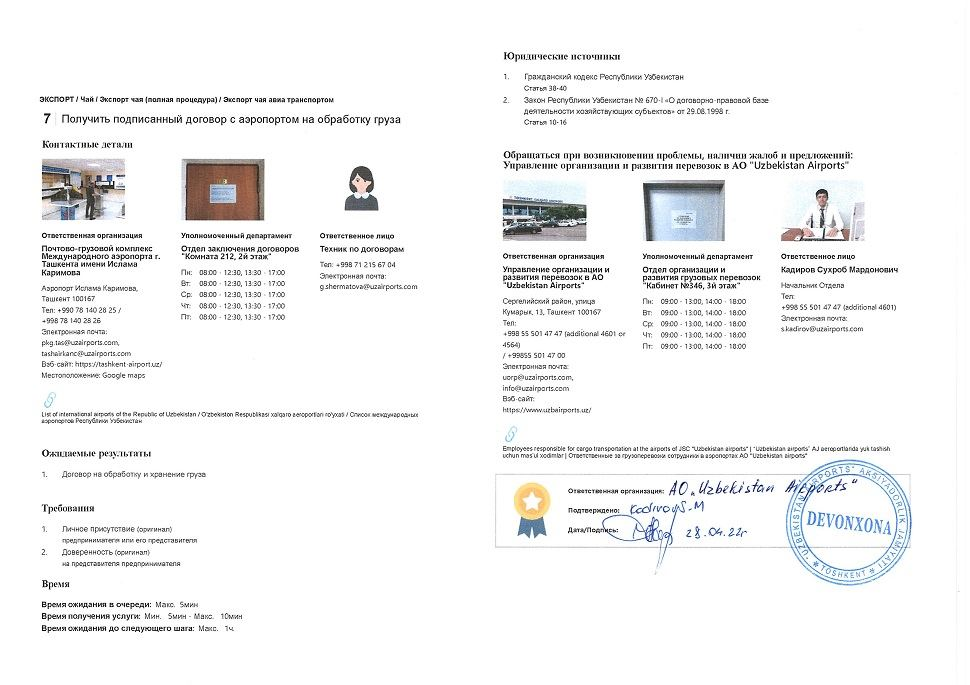 ЭКСПОРТ / Чай / Экспорт чая (полная процедура) / Экспорт чая авиа транспортом
7 Получить подписанный договор с аэропортом на обработку груза
Контактные детали
Ответственная организация
Почтово-грузовой комплекс
Международного аэропорта г.
Ташкента имени Ислама
Каримова
Аэропорт Ислама Каримова,
Ташкент 100167
Тел: +990 78 140 28 25 /
+998 78 140 28 26
Электронная почта:
pkg.tas@uzairports.com,
tashairkanc@uzairports.com
Вэб-сайт: https://tashkent-airport.uz/
Местоположение: Google maps
Уполномоченный департамент
Отдел заключения договоров
"Комната 212, 2й этаж"
Пн: 08:00 - 12:30, 13:30 - 17:00
Вт: 08:00 - 12:30, 13:30 - 17:00
Ср: 08:00 - 12:30, 13:30 - 17:00
Чт: 08:00 - 12:30, 13:30 - 17:00
Пт: 08:00 - 12:30, 13:30 - 17:00
Ответственное лицо
Техник по договорам
Тел: +998 71 215 67 04
Электронная почта:
g.shermatova@uzairports.com
List of international airports of the Republic of Uzbekistan / O'zbekiston Respublikasi xalqaro aeroportlari ro'yxati / Список международных
аэропортов Республики Узбекистан
Ожидаемые результаты
1. Договор на обработку и хранение груза
Требования
1. Личное присутствие (оригинал)
предпринимателя или его представителя
2. Доверенность (оригинал)
на представителя предпринимателя
Время
Время ожидания в очереди: Макс. 5мин
Время получения услуги: Мин. 5мин - Макс. 10мин
Время ожидания до следующего шага: Макс. 1ч.
Юридические источники
1. Гражданский кодекс Республики Узбекистан
Статья 38-40
2. Закон Республики Узбекистан № 670-I «О договорно-правовой базе
деятельности хозяйствующих субъектов» от 29.08.1998 г.
Статья 10-16
Обращаться при возникновении проблемы, наличии жалоб и предложений:
Управление организации и развития перевозок в АО "Uzbekistan Airports"
Ответственная организация
Управление организации и
развития перевозок в АО
"Uzbekistan Airports"
Сергелийский район, улица
Кумарык, 13, Ташкент 100167
Тел:
+998 55 501 47 47 (additional 4601 or
4564)
/ +99855 501 47 00
Электронная почта:
uorp@uzairports.com,
info@uzairports.com
Вэб-сайт:
https://www.uzbairports.uz/
Уполномоченный департамент
Отдел организации и
развития грузовых перевозок
"Кабинет №346, 3й этаж"
Пн: 09:00 - 13:00, 14:00 - 18:00
Вт: 09:00 - 13:00, 14:00 - 18:00
Ср: 09:00 - 13:00, 14:00 - 18:00
Чт: 09:00 - 13:00, 14:00 - 18:00
Пт: 09:00 - 13:00, 14:00 - 18:00
Ответственное лицо
Кадиров Сухроб Мардонович
Начальник Отдела
Тел:
+998 55 501 47 47 (additional 4601)
Электронная почта:
s.kadirov@uzairports.com
Employees responsible for cargo transportation at the airports of JSC "Uzbekistan airports" | "Uzbekistan airports" AJ aeroportlarida yuk tashish
uchun mas'ul xodimlar | Ответственные за грузоперевозки сотрудники в аэропортах АО "Uzbekistan airports"
Ответственная организация: АО „Uzbekistan Airports"
Подтверждено: Kadirov S.M
Дата/Подпись: 28.04.22г
"UZBEKISTAN AIRPORTS" AKSIYADORLIK JAMIYATI
DEVONXONA
* TOSHKENT *